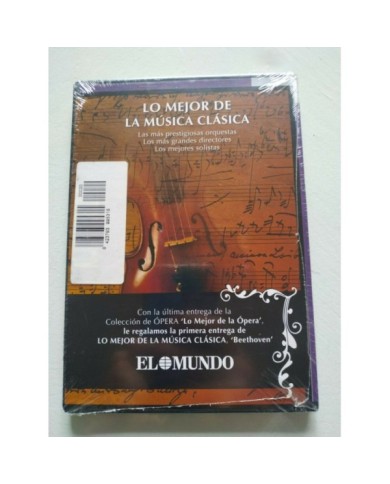 LO MEJOR DE
LA MÚSICA CLÁSICA
Las más prestigiosas orquestas
Los más grandes directores
Los mejores solistas
Con la última entrega de la
Colección de ÓPERA 'Lo Mejor de la Ópera',
le regalamos la primera entrega de
LO MEJOR DE LA MÚSICA CLÁSICA, 'Beethoven'
EL MUNDO